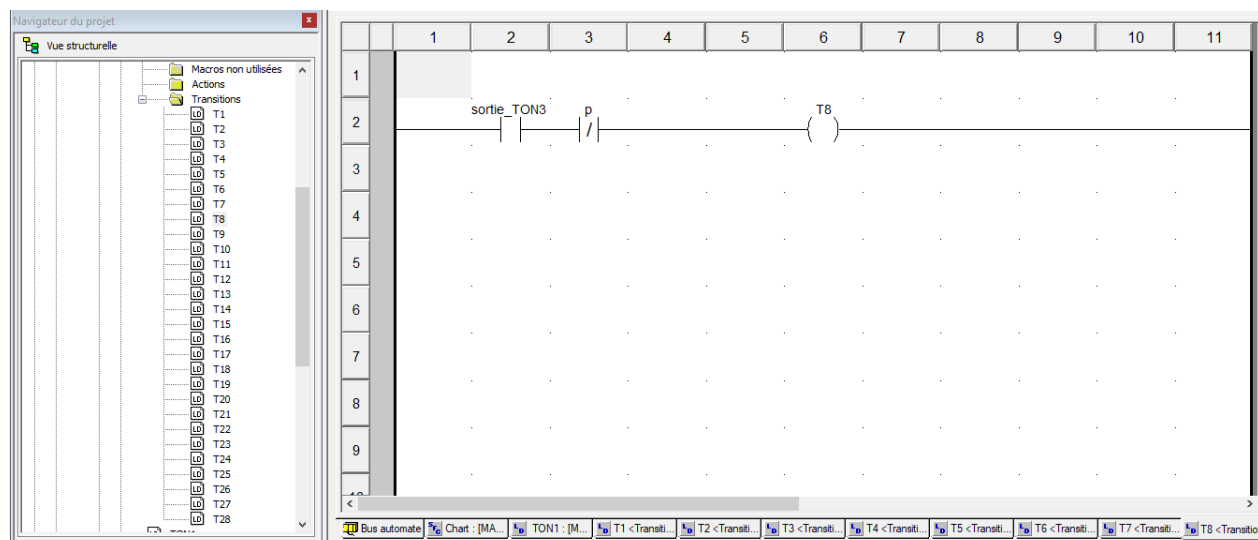 Navigateur du projet
Vue structurelle
Macros non utilisées
Actions
Transitions
T1
T2
T3
T4
T5
T6
T7
T8
T9
T10
T11
T12
T13
T14
T15
T16
T17
T18
T19
T20
T21
T22
T23
T24
T25
T26
T27
T28
1 2 3 4 5 6 7 8 9 10 11
1
sortie_TON3 p T8
2
3
4
5
6
7
8
9
Bus automate Chart : [MA... TON1 : [M... T1 <Transiti... T2 <Transiti... T3 <Transiti... T4 <Transiti... T5 <Transiti... T6 <Transiti... T7 <Transiti... T8 <Transitio